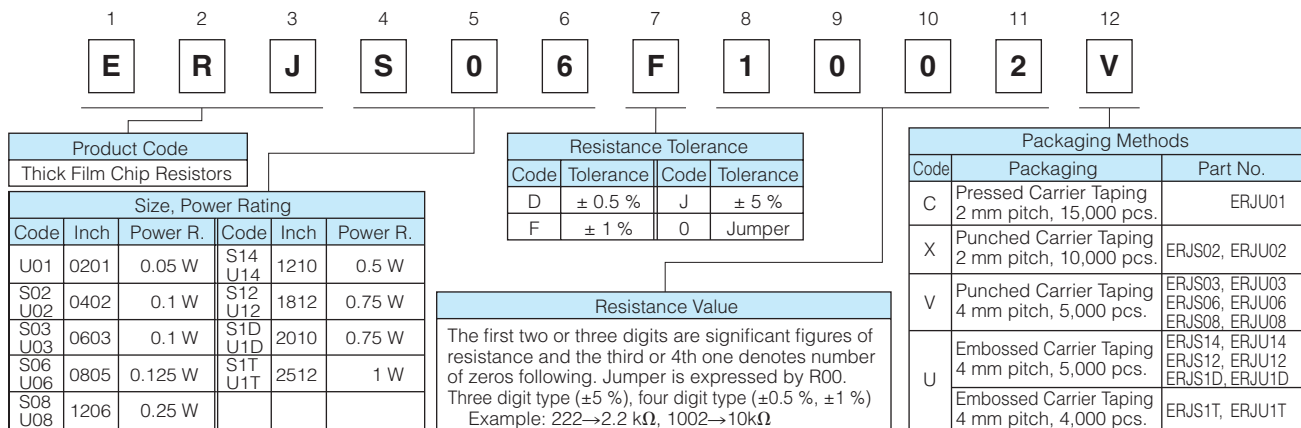 1 2 3 4 5 6 7 8 9 10 11 12
E R J S 0 6 F 1 0 0 2 V
Product Code
Thick Film Chip Resistors
Size, Power Rating
Code Inch Power R. Code Inch Power R.
U01 0201 0.05 W S14 U14 1210 0.5 W
S02 U02 0402 0.1 W S12 U12 1812 0.75 W
S03 U03 0603 0.1 W S1D U1D 2010 0.75 W
S06 U06 0805 0.125 W S1T U1T 2512 1 W
S08 U08 1206 0.25 W
Resistance Tolerance
Code Tolerance Code Tolerance
D ± 0.5 % J ± 5 %
F ± 1 % 0 Jumper
Resistance Value
The first two or three digits are significant figures of
resistance and the third or 4th one denotes number
of zeros following. Jumper is expressed by R00.
Three digit type (±5 %), four digit type (±0.5 %, ±1 %)
Example: 222→2.2 kΩ, 1002→10kΩ
Packaging Methods
Code Packaging Part No.
C Pressed Carrier Taping
2 mm pitch, 15,000 pcs. ERJU01
X Punched Carrier Taping
2 mm pitch, 10,000 pcs. ERJS02, ERJU02
V Punched Carrier Taping
4 mm pitch, 5,000 pcs.
ERJS03, ERJU03
ERJS06, ERJU06
ERJS08, ERJU08
U Embossed Carrier Taping
4 mm pitch, 5,000 pcs.
ERJS14, ERJU14
ERJS12, ERJU12
ERJS1D, ERJU1D
Embossed Carrier Taping
4 mm pitch, 4,000 pcs. ERJS1T, ERJU1T